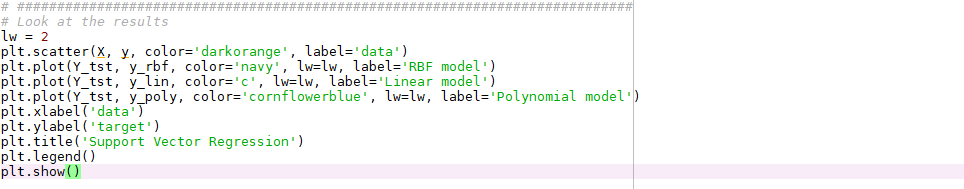 # #############################################################################
# Look at the results
lw = 2
plt.scatter(X, y, color='darkorange', label='data')
plt.plot(Y_tst, y_rbf, color='navy', lw=lw, label='RBF model')
plt.plot(Y_tst, y_lin, color='c', lw=lw, label='Linear model')
plt.plot(Y_tst, y_poly, color='cornflowerblue', lw=lw, label='Polynomial model')
plt.xlabel('data')
plt.ylabel('target')
plt.title('Support Vector Regression')
plt.legend()
plt.show()